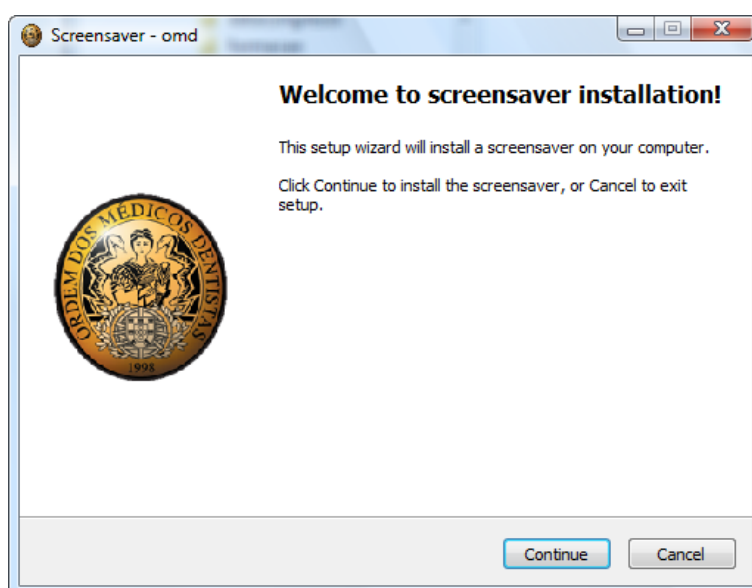 Screensaver - omd
Welcome to screensaver installation!
This setup wizard will install a screensaver on your computer.
Click Continue to install the screensaver, or Cancel to exit
setup.
ORDEM DOS MÉDICOS DENTISTAS
1998
Continue
Cancel